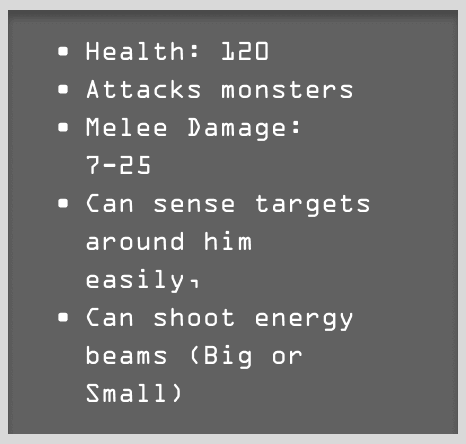 • Health: 120
• Attacks monsters
• Melee Damage:
7-25
• Can sense targets
around him
easily,
• Can shoot energy
beams (Big or
Small)